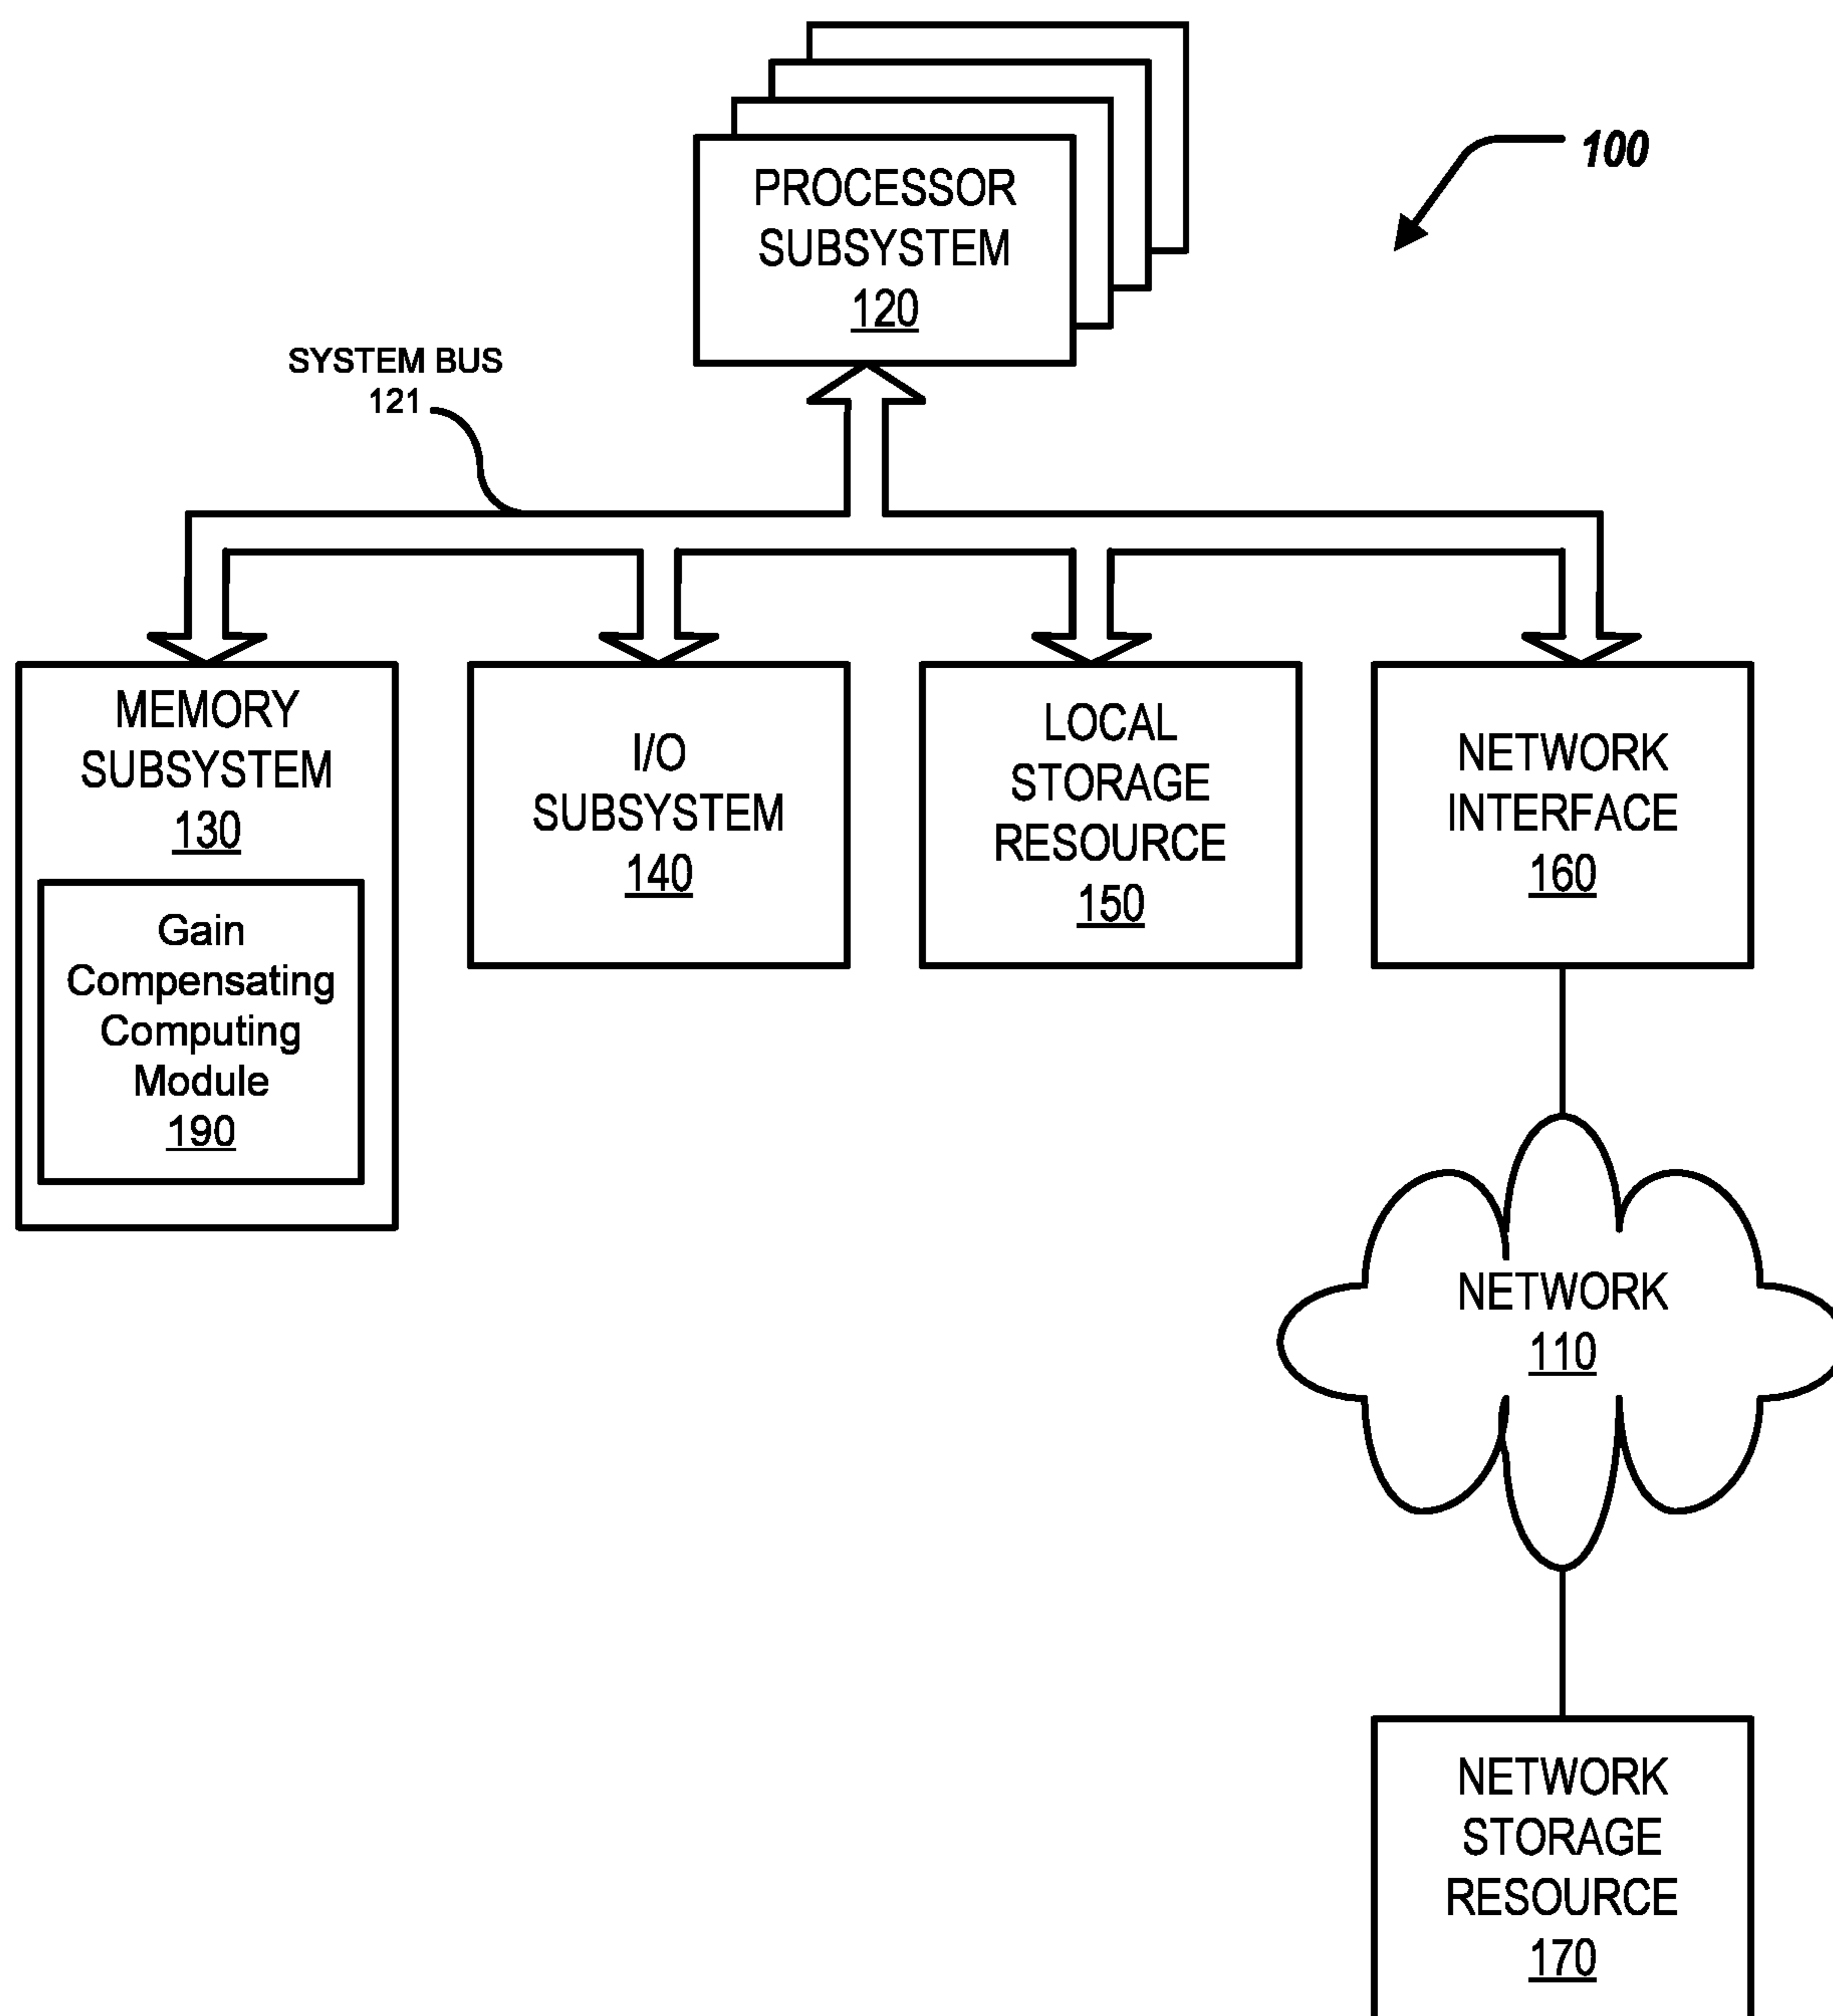 100
PROCESSOR
SUBSYSTEM
120
SYSTEM BUS
121
MEMORY
SUBSYSTEM
130
Gain
Compensating
Computing
Module
190
I/O
SUBSYSTEM
140
LOCAL
STORAGE
RESOURCE
150
NETWORK
INTERFACE
160
NETWORK
110
NETWORK
STORAGE
RESOURCE
170